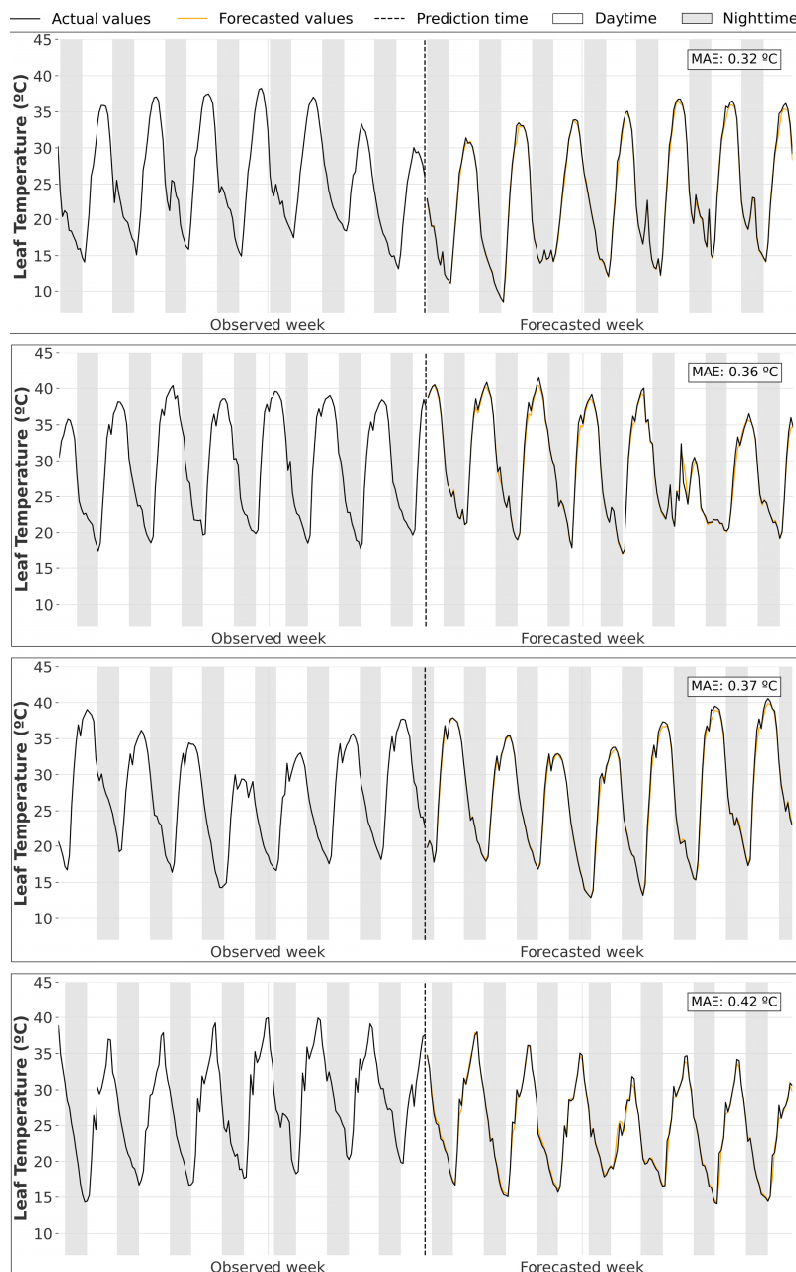 Actual values Forecasted values Prediction time Daytime Nighttime
45
MAE: 0.32 ºC
40
35
30
25
20
15
10
Leaf Temperature (ºC)
Observed week Forecasted week
45
MAE: 0.36 ºC
40
35
30
25
20
15
10
Leaf Temperature (ºC)
Observed week Forecasted week
45
MAE: 0.37 ºC
40
35
30
25
20
15
10
Leaf Temperature (ºC)
Observed week Forecasted week
45
MAE: 0.42 ºC
40
35
30
25
20
15
10
Leaf Temperature (ºC)
Observed week Forecasted week